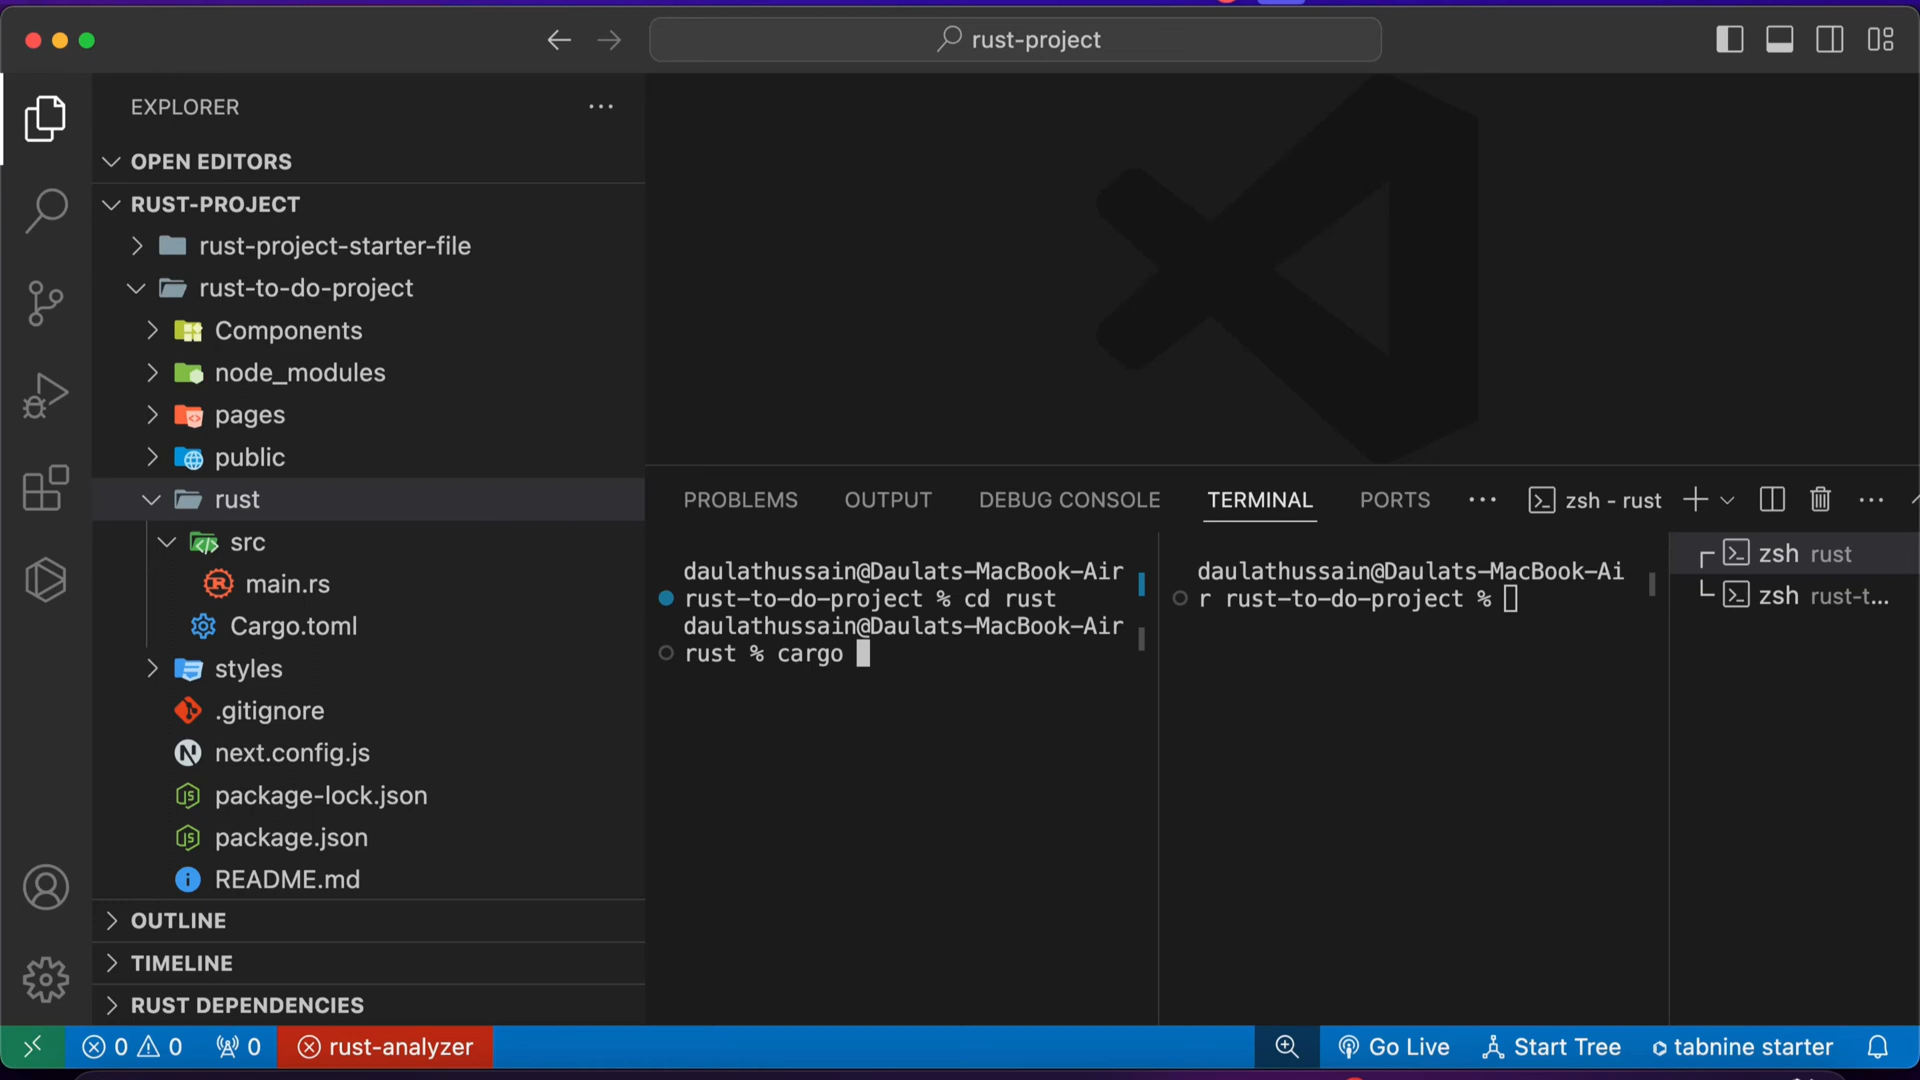 rust-project
EXPLORER
OPEN EDITORS
RUST-PROJECT
rust-project-starter-file
rust-to-do-project
Components
node_modules
pages
public
rust
src
main.rs
Cargo.toml
styles
.gitignore
next.config.js
package-lock.json
package.json
README.md
OUTLINE
TIMELINE
RUST DEPENDENCIES
PROBLEMS OUTPUT DEBUG CONSOLE TERMINAL PORTS zsh - rust
daulathussain@Daulats-MacBook-Air
rust-to-do-project % cd rust
daulathussain@Daulats-MacBook-Air
rust % cargo
daulathussain@Daulats-MacBook-Ai
r rust-to-do-project %
zsh rust
zsh rust-t...
0 0 0 rust-analyzer Go Live Start Tree tabnine starter